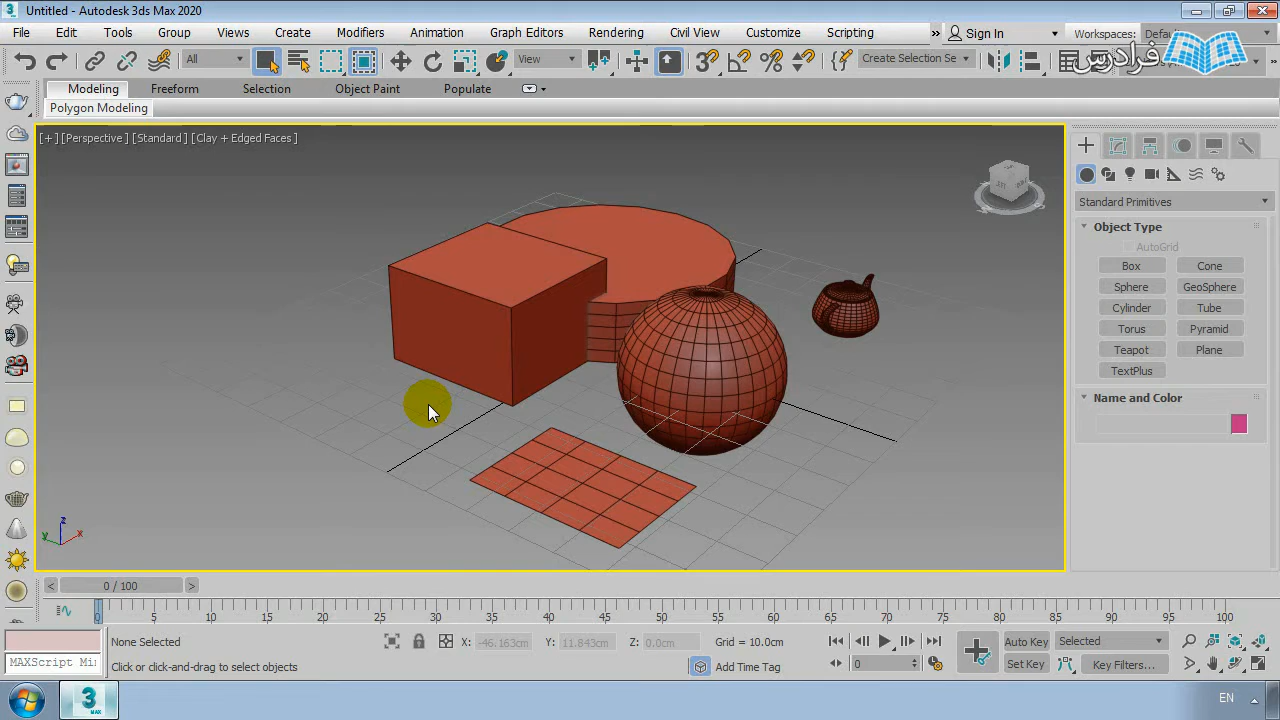 Untitled - Autodesk 3ds Max 2020
File Edit Tools Group Views Create Modifiers Animation Graph Editors Rendering Civil View Customize Scripting » Sign In Workspaces:
All View Create Selection Se
فرادرس
Modeling Freeform Selection Object Paint Populate
Polygon Modeling
[+] [Perspective] [Standard] [Clay + Edged Faces]
Standard Primitives
Object Type
AutoGrid
Box Cone
Sphere GeoSphere
Cylinder Tube
Torus Pyramid
Teapot Plane
TextPlus
Name and Color
z
y x
< 0 / 100 >
0 5 10 15 20 25 30 35 40 45 50 55 60 65 70 75 80 85 90 95 100
None Selected X: -46.163cm Y: 11.843cm Z: 0.0cm Grid = 10.0cm Auto Key Selected
MAXScript Mi Click or click-and-drag to select objects Add Time Tag 0 Set Key Key Filters...
3 MAX EN